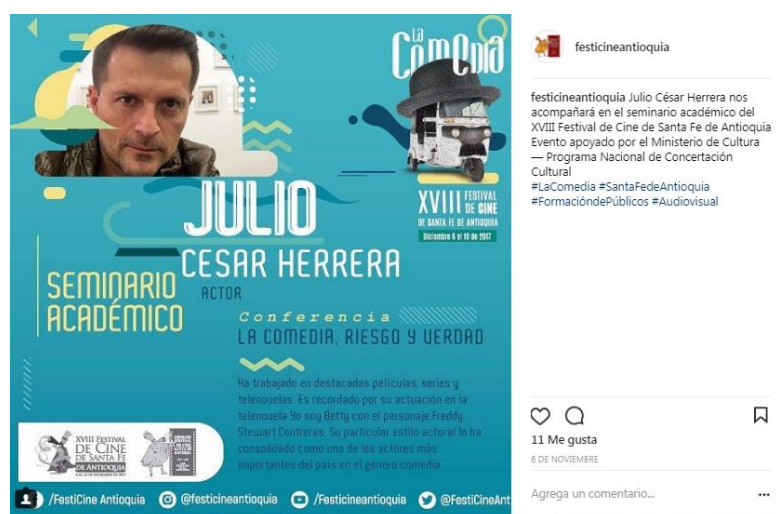 La
Comedia
XVIII FESTIVAL
DE CINE
DE SANTA FE DE ANTIOQUIA
Diciembre 6 al 10 de 2017
JULIO
CESAR HERRERA
ACTOR
SEMINARIO
ACADÉMICO
Conferencia
LA COMEDIA, RIESGO Y VERDAD
Ha trabajado en destacadas películas, series y
telenovelas. Es recordado por su actuación en la
telenovela Yo soy Betty con el personaje Freddy
Stewart Contreras. Su particular estilo actoral lo ha
consolidado como uno de los actores más
importantes del país en el género comedia.
XVIII FESTIVAL
DE CINE
DE SANTA FE
DE ANTIOQUIA
/FestiCine Antioquia
@festicineantioquia
/Festicineantioquia
@FestiCineAnt
festicineantioquia
festicineantioquia Julio César Herrera nos
acompañará en el seminario académico del
XVIII Festival de Cine de Santa Fe de Antioquia
Evento apoyado por el Ministerio de Cultura
— Programa Nacional de Concertación
Cultural
#LaComedia #SantaFedeAntioquia
#FormacióndePúblicos #Audiovisual
11 Me gusta
6 DE NOVIEMBRE
Agrega un comentario...